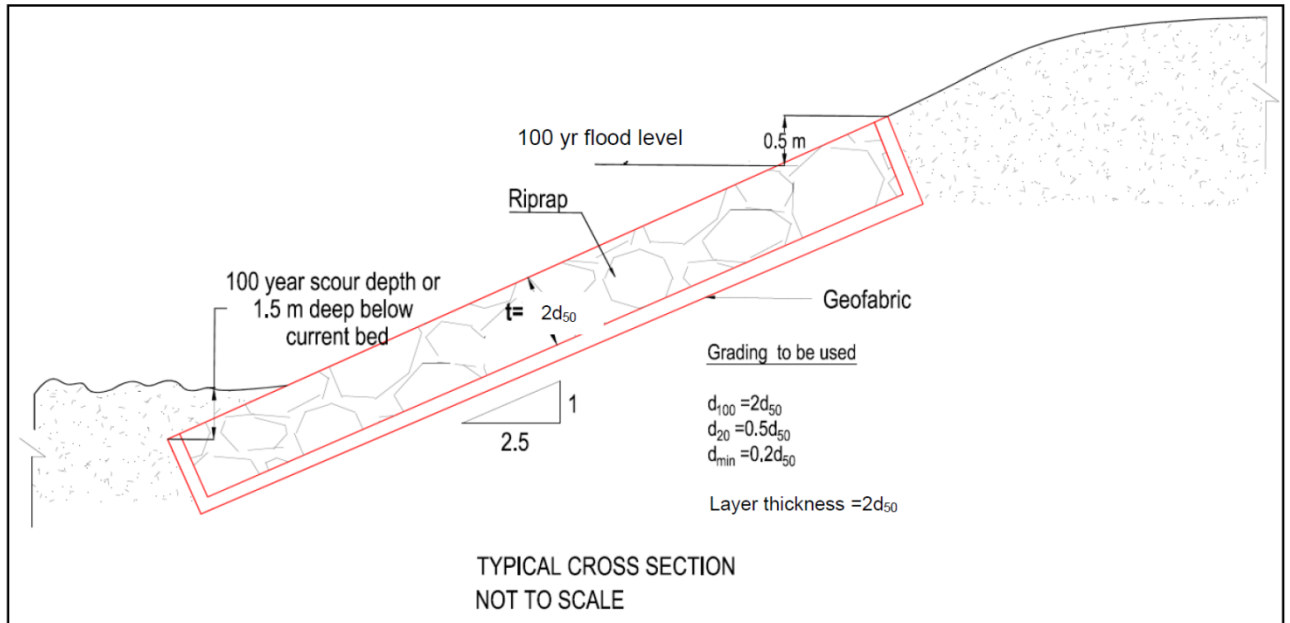 100 yr flood level
0.5 m
Riprap
100 year scour depth or
1.5 m deep below
current bed
t= 2d₅₀
Geofabric
Grading to be used
1
2.5
d₁₀₀ =2d₅₀
d₂₀ =0.5d₅₀
dₘᵢₙ =0,2d₅₀
Layer thickness =2d₅₀
TYPICAL CROSS SECTION
NOT TO SCALE